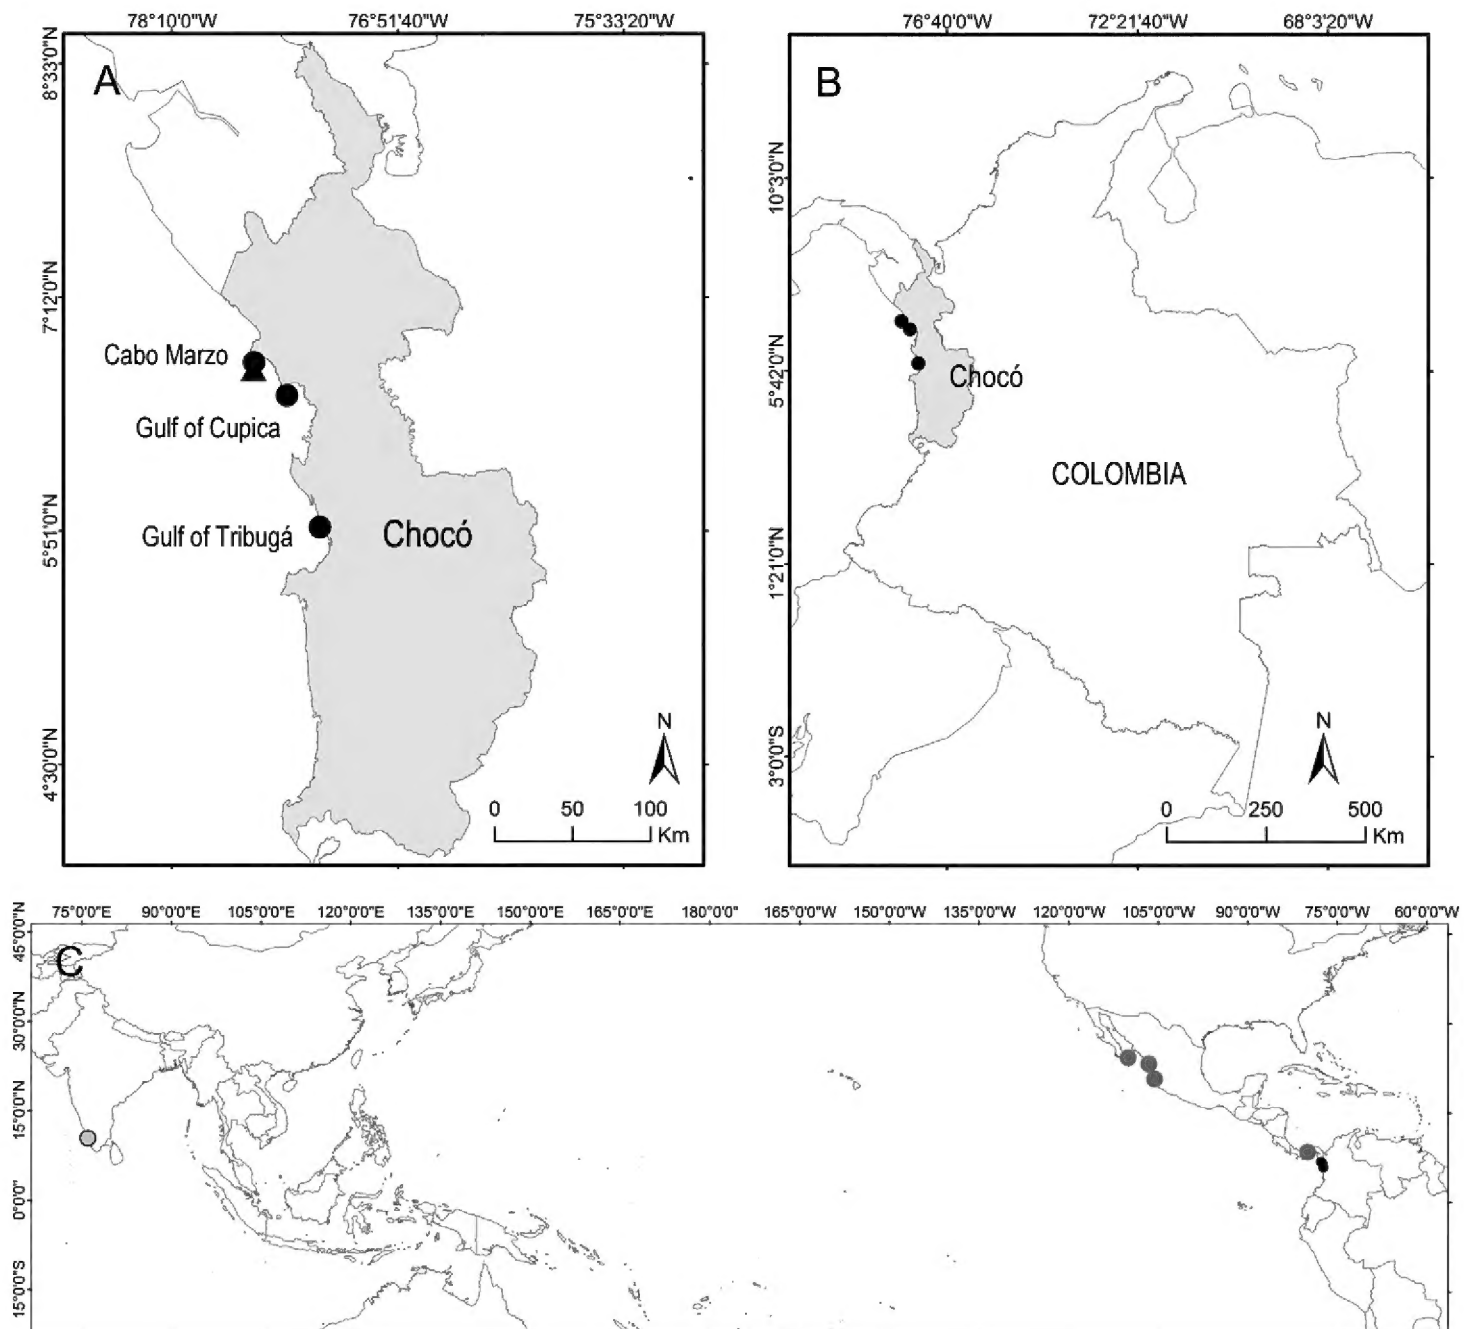 78°10'0"W 76°51'40"W 75°33'20"W
8°33'0"N
7°12'0"N
5°51'0"N
4°30'0"N
A
Cabo Marzo
Gulf of Cupica
Gulf of Tribugá
Chocó
N
0 50 100
Km
76°40'0"W 72°21'40"W 68°3'20"W
10°3'0"N
5°42'0"N
1°21'0"N
3°0'0"S
B
Chocó
COLOMBIA
N
0 250 500
Km
75°0'0"E 90°0'0"E 105°0'0"E 120°0'0"E 135°0'0"E 150°0'0"E 165°0'0"E 180°0'0" 165°0'0"W 150°0'0"W 135°0'0"W 120°0'0"W 105°0'0"W 90°0'0"W 75°0'0"W 60°0'0"W
45°0'0"N
30°0'0"N
15°0'0"N
0°0'0"
15°0'0"S
C